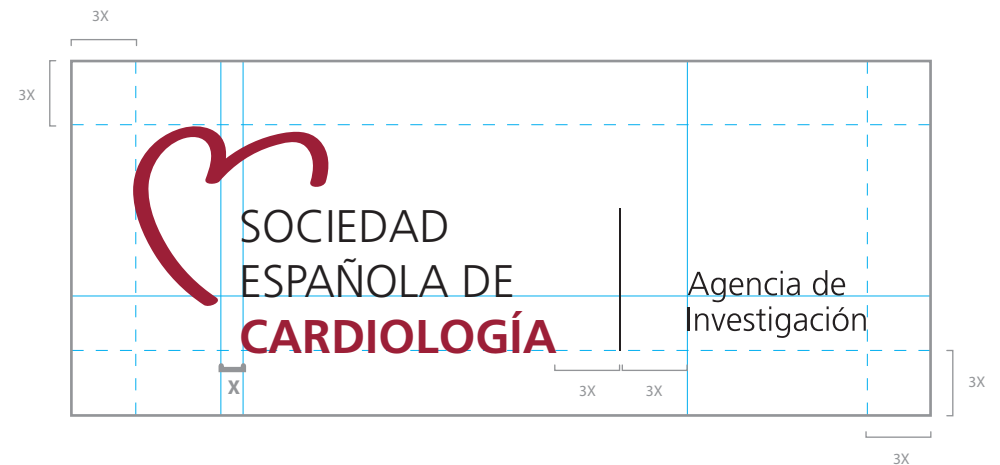 3X
3X
SOCIEDAD
ESPAÑOLA DE
CARDIOLOGÍA
Agencia de
Investigación
X
3X
3X
3X
3X